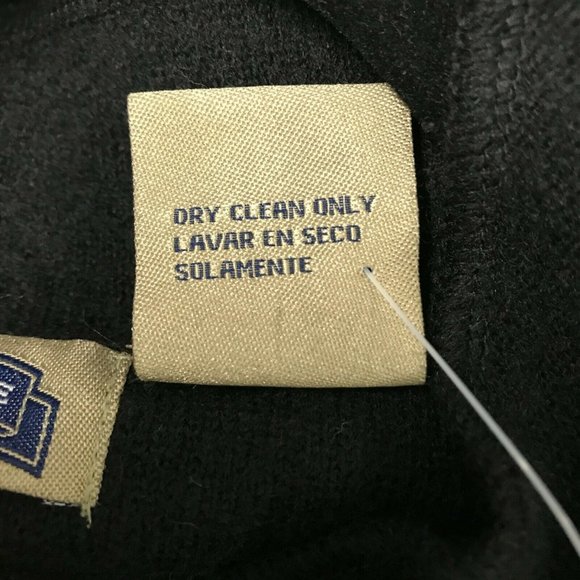 DRY CLEAN ONLY
LAVAR EN SECO
SOLAMENTE
E